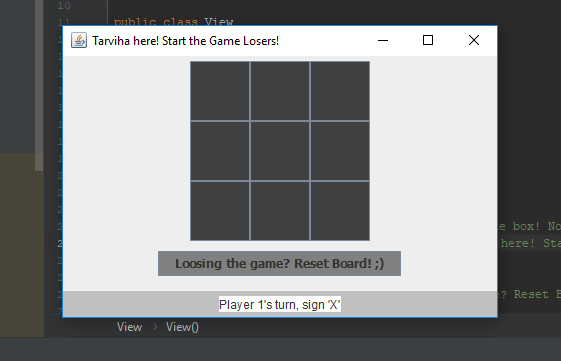 10
11 public class View
Tarviha here! Start the Game Losers!
e box! No
here! Sta
Loosing the game? Reset Board! ;)
e? Reset B
Player 1's turn, sign 'X'
View > View()